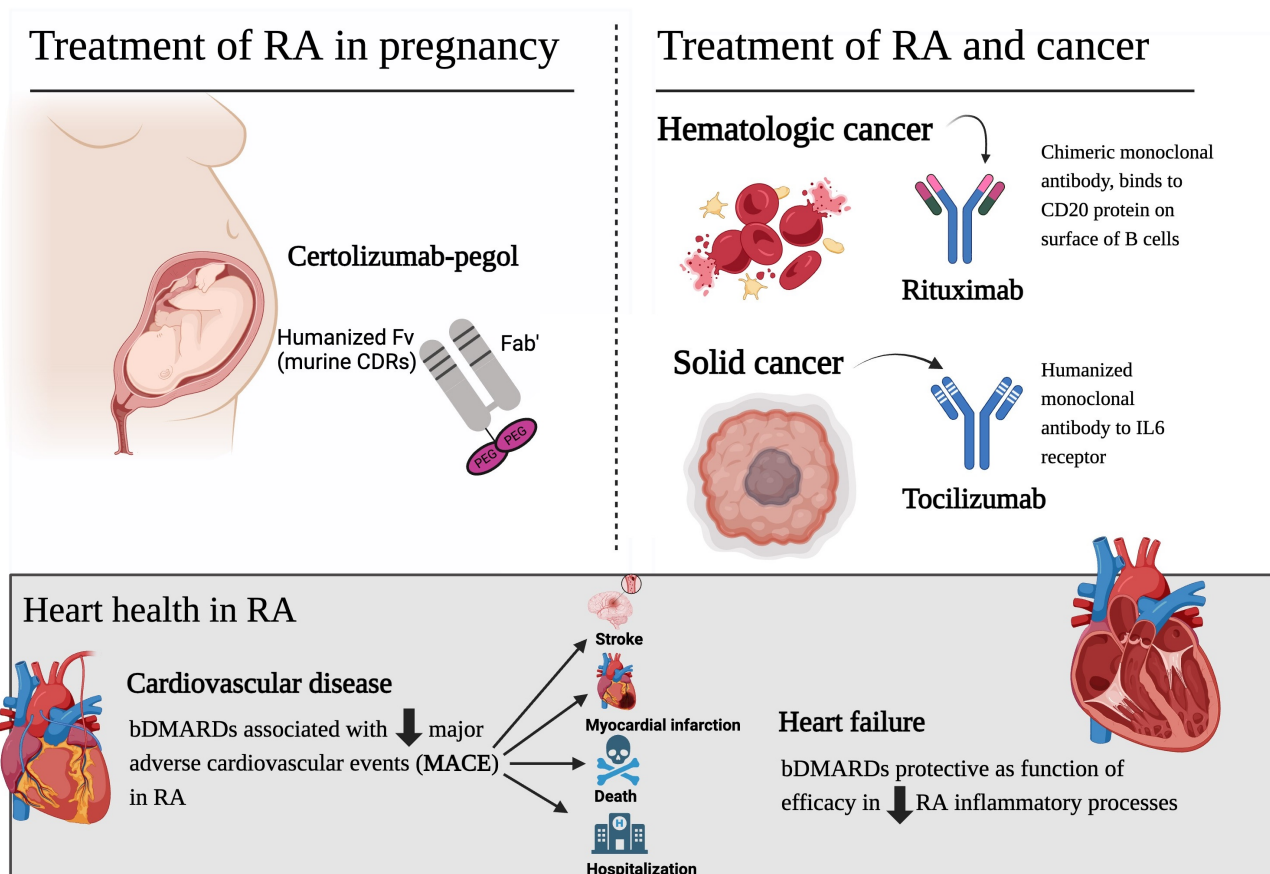 Treatment of RA in pregnancy
Certolizumab-pegol
Humanized Fv
(murine CDRs)
Fab'
PEG
PEG
Treatment of RA and cancer
Hematologic cancer
Chimeric monoclonal
antibody, binds to
CD20 protein on
surface of B cells
Rituximab
Solid cancer
Humanized
monoclonal
antibody to IL6
receptor
Tocilizumab
Heart health in RA
Cardiovascular disease
bDMARDs associated with major
adverse cardiovascular events (MACE)
in RA
Stroke
Myocardial infarction
Death
H
Hospitalization
Heart failure
bDMARDs protective as function of
efficacy in RA inflammatory processes